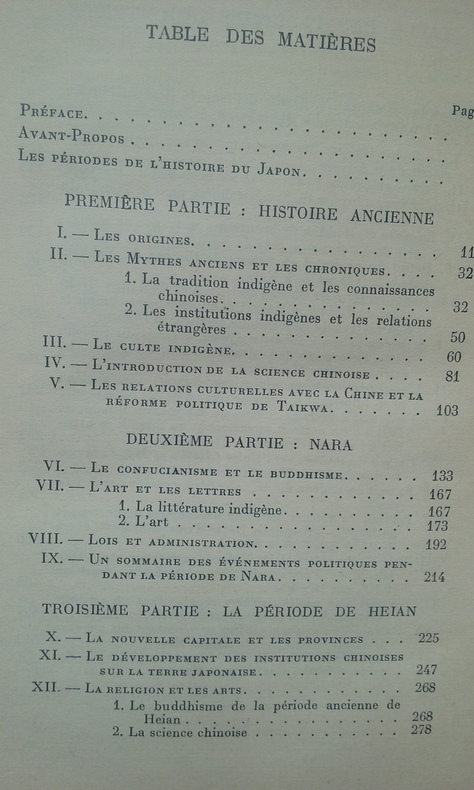 TABLE DES MATIÈRES
Pag
PRÉFACE. . . . . . . . . . . . . . . . . .
AVANT-PROPOS . . . . . . . . . . . . . . .
LES PÉRIODES DE L'HISTOIRE DU JAPON. . . . . . .
PREMIÈRE PARTIE : HISTOIRE ANCIENNE
I. — LES ORIGINES. . . . . . . . . . . . . . 11
II. — LES MYTHES ANCIENS ET LES CHRONIQUES. . . . 32
1. La tradition indigène et les connaissances
chinoises. . . . . . . . . . . . . 32
2. Les institutions indigènes et les relations
étrangères . . . . . . . . . . . . 50
III. — LE CULTE INDIGÈNE. . . . . . . . . . . . 60
IV. — L'INTRODUCTION DE LA SCIENCE CHINOISE . . . . 81
V. — LES RELATIONS CULTURELLES AVEC LA CHINE ET LA
RÉFORME POLITIQUE DE TAIKWA. . . . . . . 103
DEUXIÈME PARTIE : NARA
VI. — LE CONFUCIANISME ET LE BUDDHISME. . . . . . 133
VII. — L'ART ET LES LETTRES . . . . . . . . . . 167
1. La littérature indigène. . . . . . . . . 167
2. L'art . . . . . . . . . . . . . . . 173
VIII. — LOIS ET ADMINISTRATION. . . . . . . . . . 192
IX. — UN SOMMAIRE DES ÉVÉNEMENTS POLITIQUES PEN-
DANT LA PÉRIODE DE NARA. . . . . . . . . 214
TROISIÈME PARTIE : LA PÉRIODE DE HEIAN
X. — LA NOUVELLE CAPITALE ET LES PROVINCES . . . 225
XI. — LE DÉVELOPPEMENT DES INSTITUTIONS CHINOISES
SUR LA TERRE JAPONAISE. . . . . . . . . 247
XII. — LA RELIGION ET LES ARTS. . . . . . . . . . 268
1. Le buddhisme de la période ancienne de
Heian . . . . . . . . . . . . . . 268
2. La science chinoise . . . . . . . . . . 278